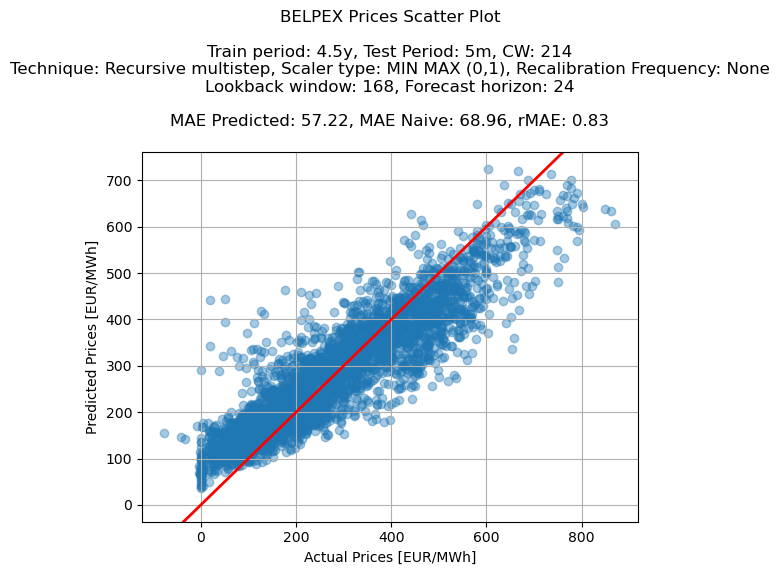 BELPEX Prices Scatter Plot
Train period: 4.5y, Test Period: 5m, CW: 214
Technique: Recursive multistep, Scaler type: MIN MAX (0,1), Recalibration Frequency: None
Lookback window: 168, Forecast horizon: 24
MAE Predicted: 57.22, MAE Naive: 68.96, rMAE: 0.83
700
600
500
400
300
200
100
0
Predicted Prices [EUR/MWh]
0 200 400 600 800
Actual Prices [EUR/MWh]